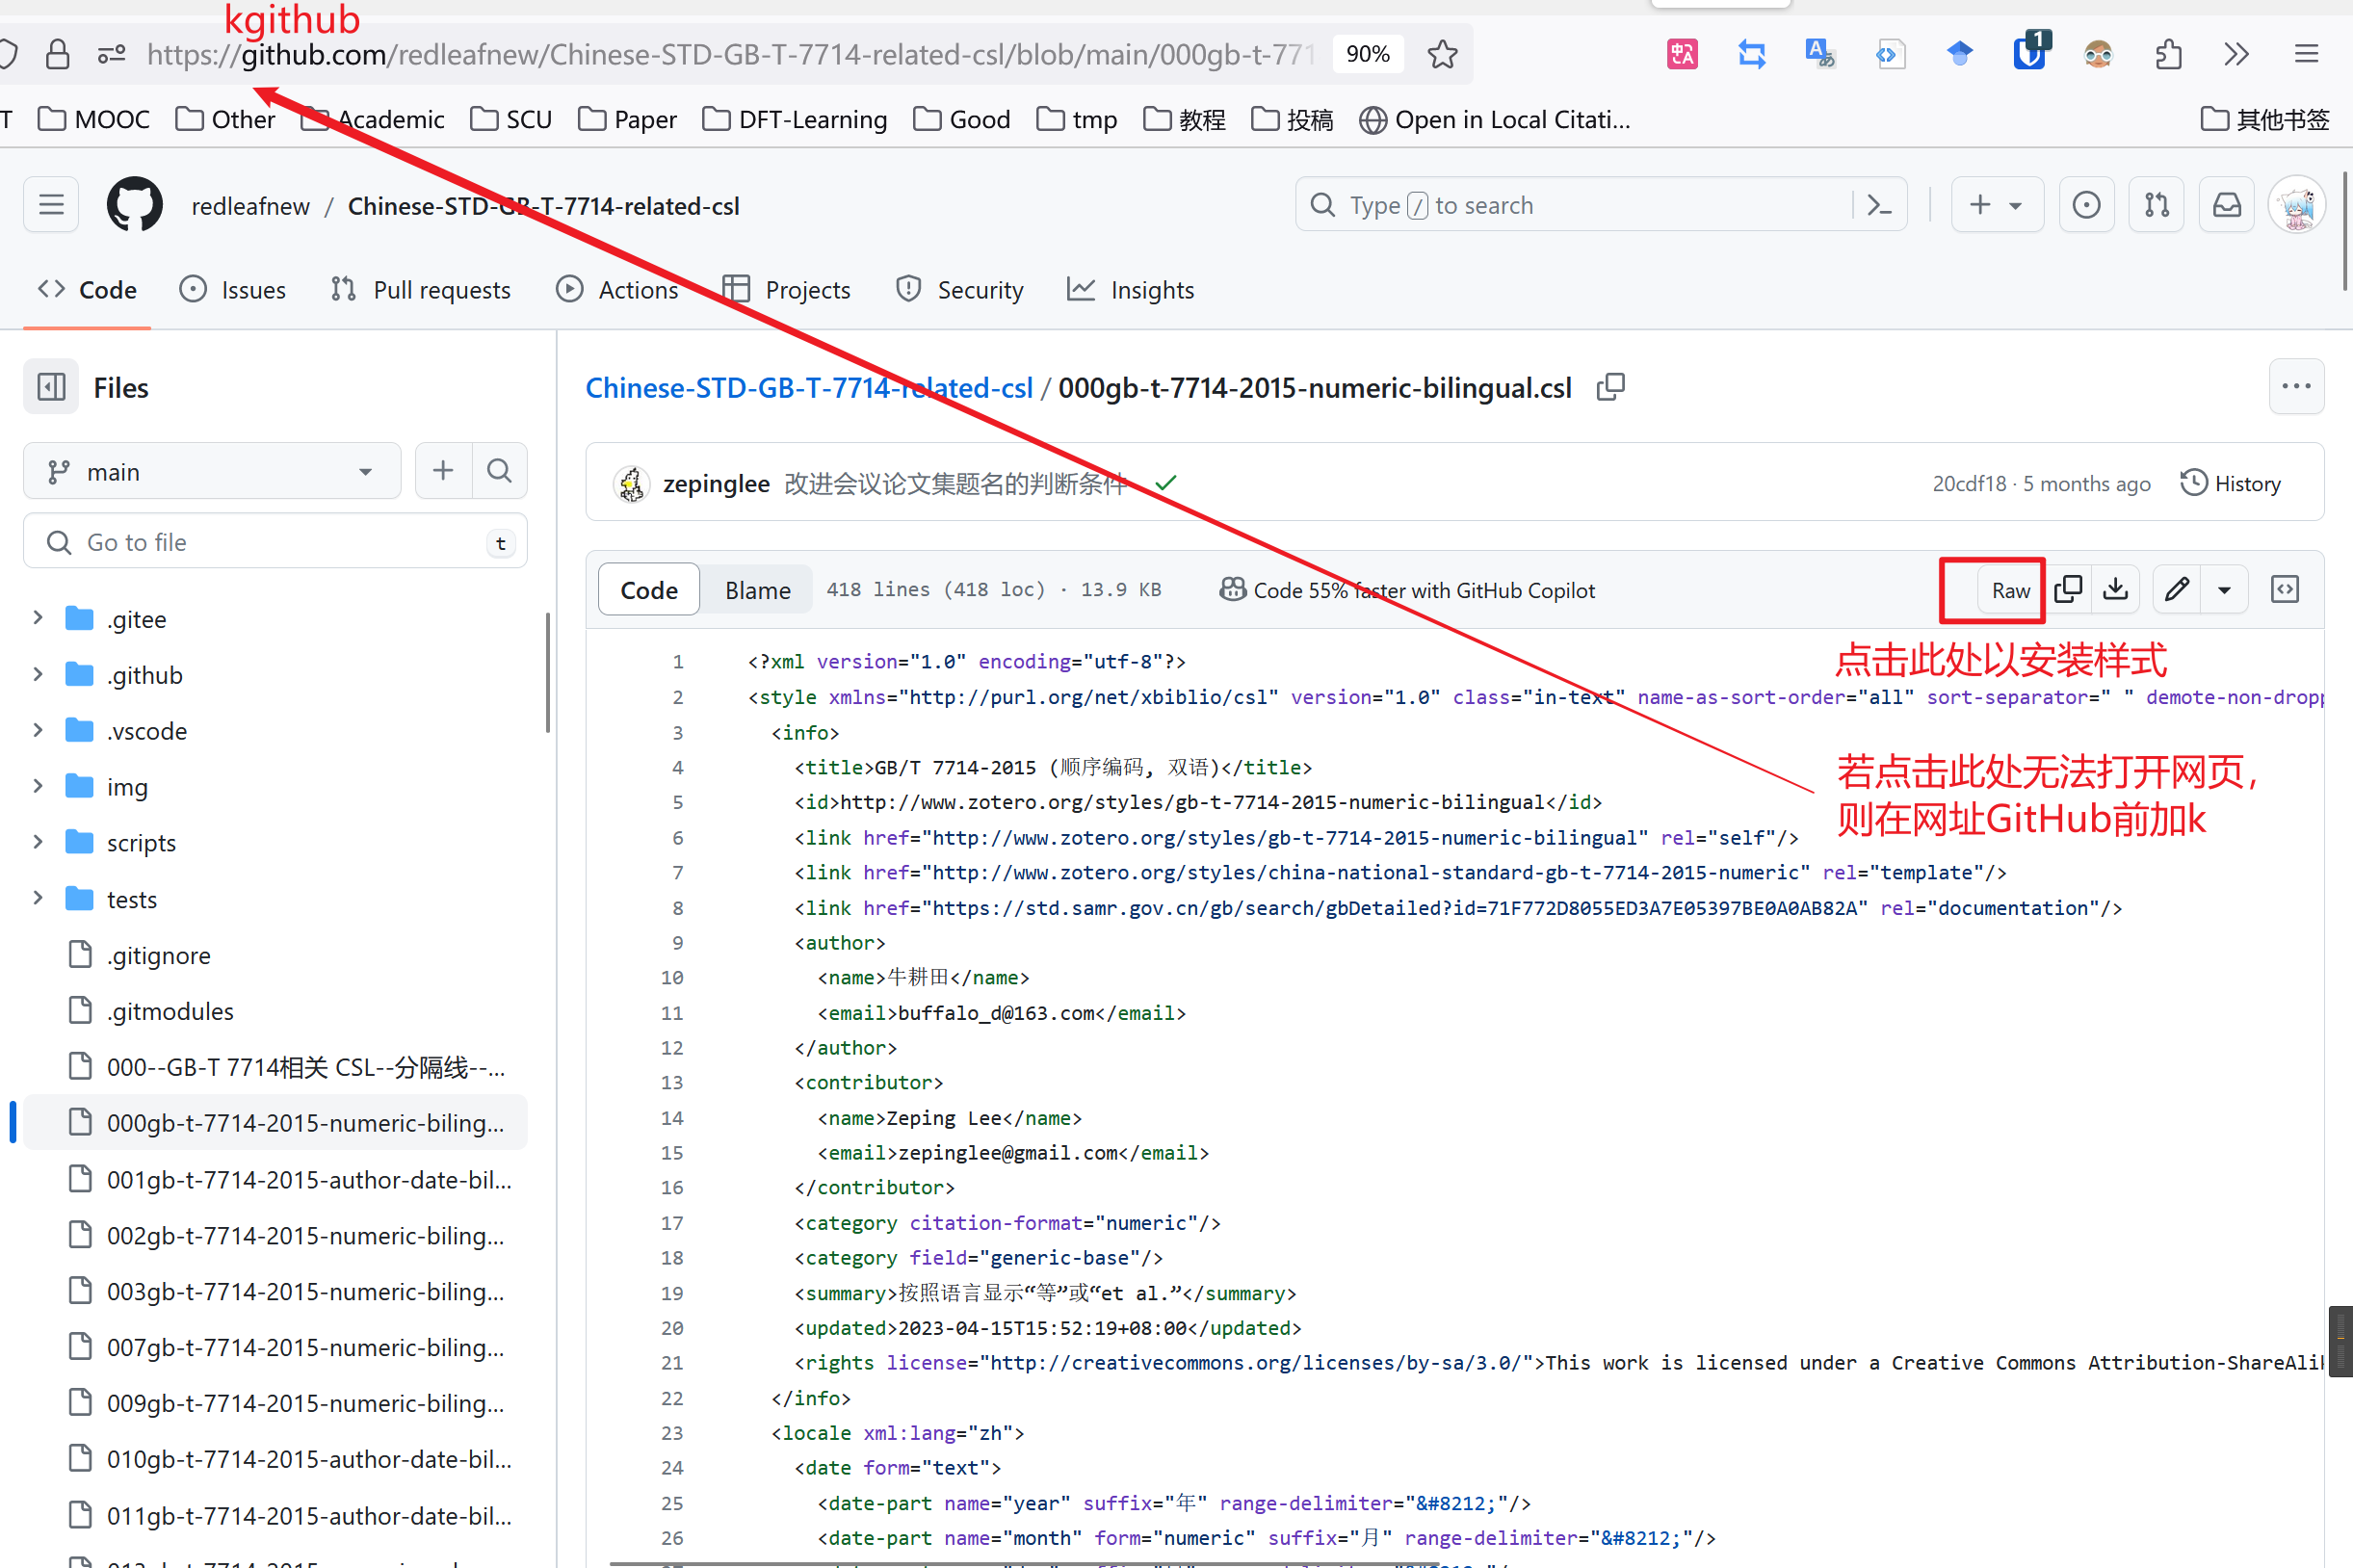 kgithub
https://github.com/redleafnew/Chinese-STD-GB-T-7714-related-csl/blob/main/000gb-t-771
90%
1
T
MOOC
Other
Academic
SCU
Paper
DFT-Learning
Good
tmp
教程
投稿
Open in Local Citati...
其他书签
redleafnew / Chinese-STD-GB-T-7714-related-csl
Type / to search
Code
Issues
Pull requests
Actions
Projects
Security
Insights
Files
main
Go to file
t
.gitee
.github
.vscode
img
scripts
tests
.gitignore
.gitmodules
000--GB-T 7714相关 CSL--分隔线--...
000gb-t-7714-2015-numeric-biling...
001gb-t-7714-2015-author-date-bil...
002gb-t-7714-2015-numeric-biling...
003gb-t-7714-2015-numeric-biling...
007gb-t-7714-2015-numeric-biling...
009gb-t-7714-2015-numeric-biling...
010gb-t-7714-2015-author-date-bil...
011gb-t-7714-2015-author-date-bil...
Chinese-STD-GB-T-7714-related-csl / 000gb-t-7714-2015-numeric-bilingual.csl
zepinglee 改进会议论文集题名的判断条件
20cdf18 · 5 months ago
History
Code
Blame
418 lines (418 loc) · 13.9 KB
Code 55% faster with GitHub Copilot
Raw
点击此处以安装样式
若点击此处无法打开网页，
则在网址GitHub前加k
1 <?xml version="1.0" encoding="utf-8"?>
2 <style xmlns="http://purl.org/net/xbiblio/csl" version="1.0" class="in-text" name-as-sort-order="all" sort-separator=" " demote-non-dropp
3 <info>
4 <title>GB/T 7714-2015 (顺序编码, 双语)</title>
5 <id>http://www.zotero.org/styles/gb-t-7714-2015-numeric-bilingual</id>
6 <link href="http://www.zotero.org/styles/gb-t-7714-2015-numeric-bilingual" rel="self"/>
7 <link href="http://www.zotero.org/styles/china-national-standard-gb-t-7714-2015-numeric" rel="template"/>
8 <link href="https://std.samr.gov.cn/gb/search/gbDetailed?id=71F772D8055ED3A7E05397BE0A0AB82A" rel="documentation"/>
9 <author>
10 <name>牛耕田</name>
11 <email>buffalo_d@163.com</email>
12 </author>
13 <contributor>
14 <name>Zeping Lee</name>
15 <email>zepinglee@gmail.com</email>
16 </contributor>
17 <category citation-format="numeric"/>
18 <category field="generic-base"/>
19 <summary>按照语言显示“等”或“et al.”</summary>
20 <updated>2023-04-15T15:52:19+08:00</updated>
21 <rights license="http://creativecommons.org/licenses/by-sa/3.0/">This work is licensed under a Creative Commons Attribution-ShareAlik
22 </info>
23 <locale xml:lang="zh">
24 <date form="text">
25 <date-part name="year" suffix="年" range-delimiter="&#8212;"/>
26 <date-part name="month" form="numeric" suffix="月" range-delimiter="&#8212;"/>